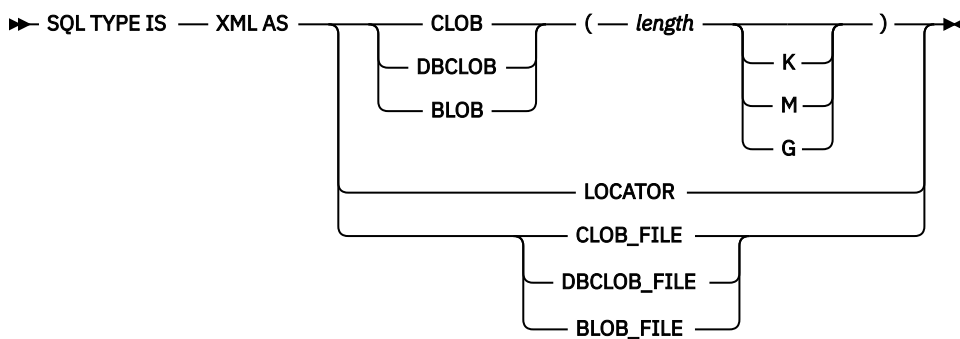 SQL TYPE IS XML AS CLOB ( length )
DBCLOB K
BLOB M
G
LOCATOR
CLOB_FILE
DBCLOB_FILE
BLOB_FILE